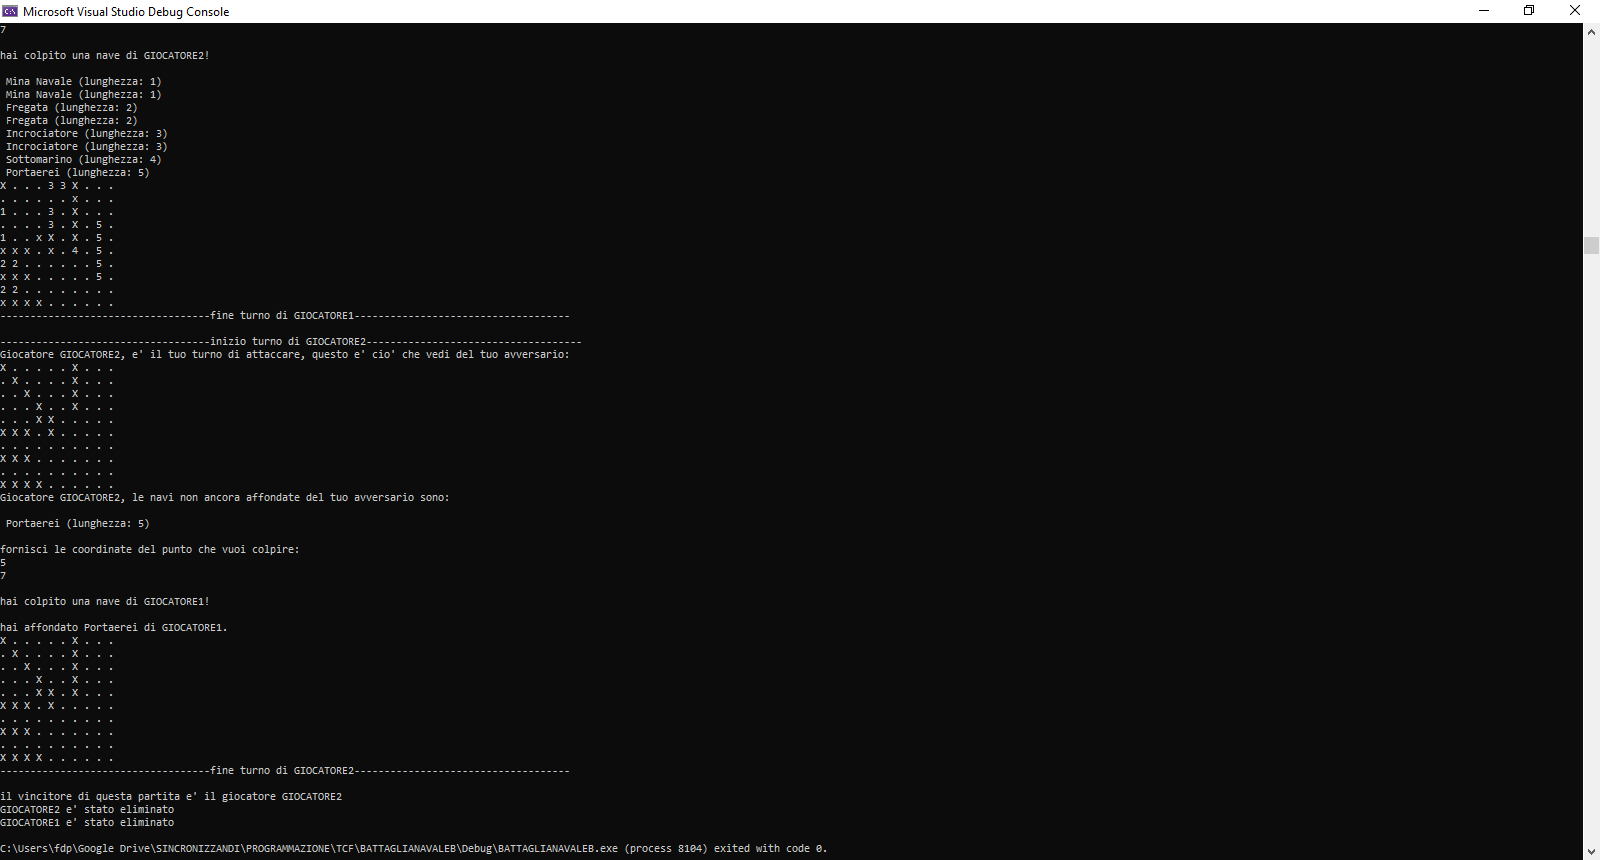 Microsoft Visual Studio Debug Console
7
hai colpito una nave di GIOCATORE2!
Mina Navale (lunghezza: 1)
Mina Navale (lunghezza: 1)
Fregata (lunghezza: 2)
Fregata (lunghezza: 2)
Incrociatore (lunghezza: 3)
Incrociatore (lunghezza: 3)
Sottomarino (lunghezza: 4)
Portaerei (lunghezza: 5)
X . . . 3 3 X . . .
. . . . . . X . . .
1 . . . 3 . X . . .
. . . . 3 . X . 5 .
1 . . X X . X . 5 .
X X X . X . 4 . 5 .
2 2 . . . . . . 5 .
X X X . . . . . 5 .
2 2 . . . . . . . .
X X X X . . . . . .
-----------------------------------fine turno di GIOCATORE1------------------------------------
-----------------------------------inizio turno di GIOCATORE2------------------------------------
Giocatore GIOCATORE2, e' il tuo turno di attaccare, questo e' cio' che vedi del tuo avversario:
X . . . . . X . . .
. X . . . . X . . .
. . X . . . X . . .
. . . X . . X . . .
. . . X X . . . . .
X X X . X . . . . .
. . . . . . . . . .
X X X . . . . . . .
. . . . . . . . . .
X X X X . . . . . .
Giocatore GIOCATORE2, le navi non ancora affondate del tuo avversario sono:
Portaerei (lunghezza: 5)
fornisci le coordinate del punto che vuoi colpire:
5
7
hai colpito una nave di GIOCATORE1!
hai affondato Portaerei di GIOCATORE1.
X . . . . . X . . .
. X . . . . X . . .
. . X . . . X . . .
. . . X . . X . . .
. . . X X . X . . .
X X X . X . . . . .
. . . . . . . . . .
X X X . . . . . . .
. . . . . . . . . .
X X X X . . . . . .
-----------------------------------fine turno di GIOCATORE2------------------------------------
il vincitore di questa partita e' il giocatore GIOCATORE2
GIOCATORE2 e' stato eliminato
GIOCATORE1 e' stato eliminato
C:\Users\fdp\Google Drive\SINCRONIZZANDI\PROGRAMMAZIONE\TCF\BATTAGLIANAVALEB\Debug\BATTAGLIANAVALEB.exe (process 8104) exited with code 0.